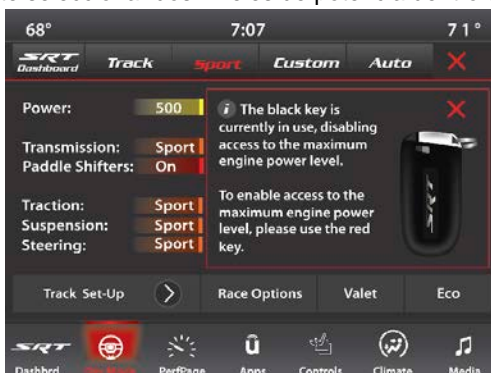 68° 7:07 71°
SRT Dashboard Track Sport Custom Auto
Power: 500
Transmission: Sport
Paddle Shifters: On
Traction: Sport
Suspension: Sport
Steering: Sport
i The black key is
currently in use, disabling
access to the maximum
engine power level.
To enable access to the
maximum engine power
level, please use the red
key.
SRT
Track Set-Up Race Options Valet Eco
SRT
Dashbrd PerfPage Apps Controls Climate Media